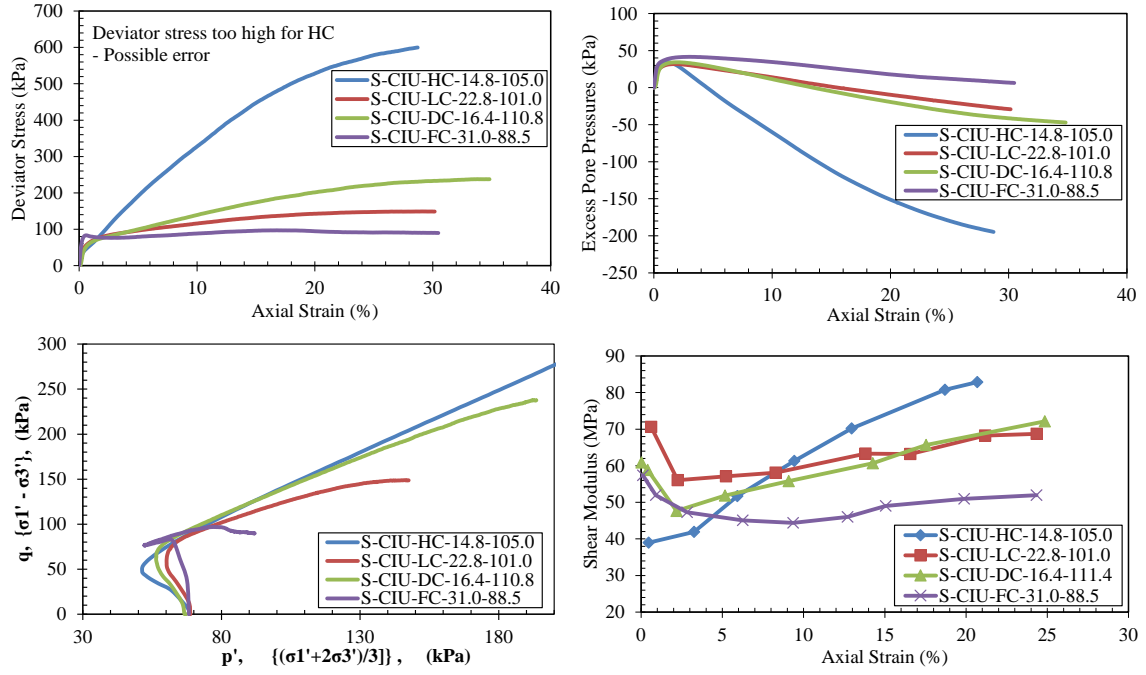 Deviator Stress (kPa)
700
600
500
400
300
200
100
0
Deviator stress too high for HC
- Possible error
S-CIU-HC-14.8-105.0
S-CIU-LC-22.8-101.0
S-CIU-DC-16.4-110.8
S-CIU-FC-31.0-88.5
0 10 20 30 40
Axial Strain (%)
Excess Pore Pressures (kPa)
100
50
0
-50
-100
-150
-200
-250
S-CIU-HC-14.8-105.0
S-CIU-LC-22.8-101.0
S-CIU-DC-16.4-110.8
S-CIU-FC-31.0-88.5
0 10 20 30 40
Axial Strain (%)
q, {σ1' - σ3'}, (kPa)
300
250
200
150
100
50
0
S-CIU-HC-14.8-105.0
S-CIU-LC-22.8-101.0
S-CIU-DC-16.4-110.8
S-CIU-FC-31.0-88.5
30 80 130 180
p', {(σ1'+2σ3')/3]} , (kPa)
Shear Modulus (MPa)
90
80
70
60
50
40
30
20
S-CIU-HC-14.8-105.0
S-CIU-LC-22.8-101.0
S-CIU-DC-16.4-111.4
S-CIU-FC-31.0-88.5
0 5 10 15 20 25 30
Axial Strain (%)